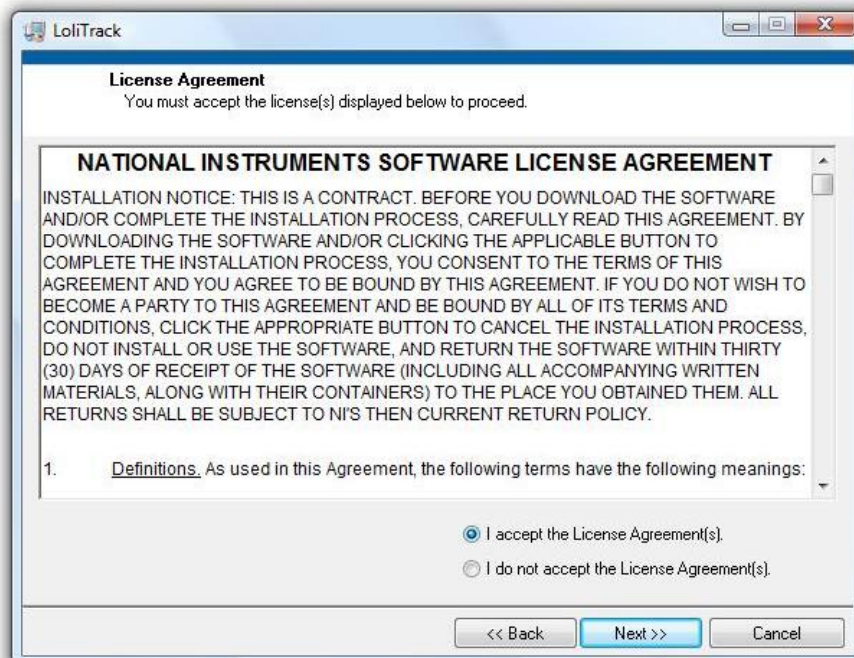 LoliTrack
License Agreement
You must accept the license(s) displayed below to proceed.
NATIONAL INSTRUMENTS SOFTWARE LICENSE AGREEMENT
INSTALLATION NOTICE: THIS IS A CONTRACT. BEFORE YOU DOWNLOAD THE SOFTWARE
AND/OR COMPLETE THE INSTALLATION PROCESS, CAREFULLY READ THIS AGREEMENT. BY
DOWNLOADING THE SOFTWARE AND/OR CLICKING THE APPLICABLE BUTTON TO
COMPLETE THE INSTALLATION PROCESS, YOU CONSENT TO THE TERMS OF THIS
AGREEMENT AND YOU AGREE TO BE BOUND BY THIS AGREEMENT. IF YOU DO NOT WISH TO
BECOME A PARTY TO THIS AGREEMENT AND BE BOUND BY ALL OF ITS TERMS AND
CONDITIONS, CLICK THE APPROPRIATE BUTTON TO CANCEL THE INSTALLATION PROCESS,
DO NOT INSTALL OR USE THE SOFTWARE, AND RETURN THE SOFTWARE WITHIN THIRTY
(30) DAYS OF RECEIPT OF THE SOFTWARE (INCLUDING ALL ACCOMPANYING WRITTEN
MATERIALS, ALONG WITH THEIR CONTAINERS) TO THE PLACE YOU OBTAINED THEM. ALL
RETURNS SHALL BE SUBJECT TO NI'S THEN CURRENT RETURN POLICY.
1. Definitions. As used in this Agreement, the following terms have the following meanings:
I accept the License Agreement(s).
I do not accept the License Agreement(s).
<< Back Next >> Cancel